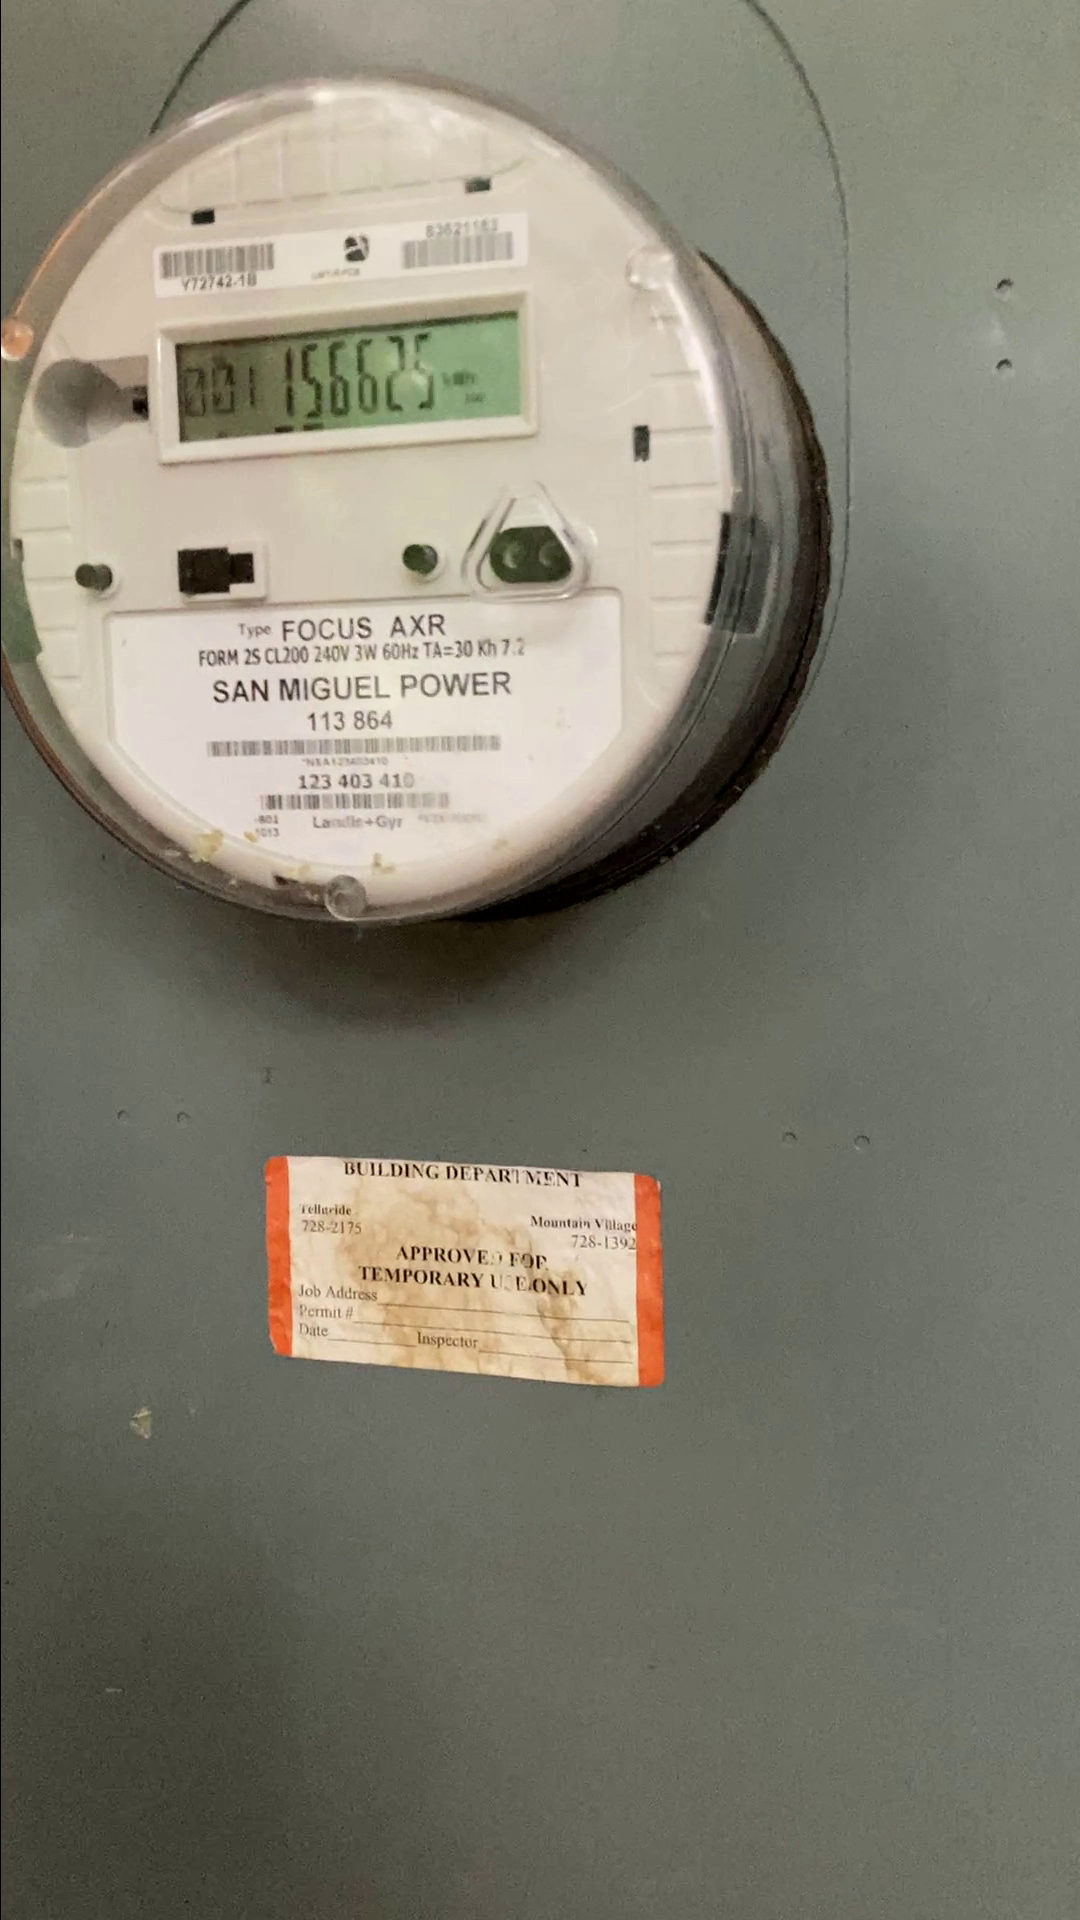 83621183
Y72742-1B
001 156625 kWh
Type FOCUS AXR
FORM 2S CL200 240V 3W 60Hz TA=30 Kh 7.2
SAN MIGUEL POWER
113 864
123 403 410
Landis+Gyr
BUILDING DEPARTMENT
Telluride
728-2175
Mountain Village
728-1392
APPROVED FOR
TEMPORARY USE ONLY
Job Address
Permit #
Date Inspector